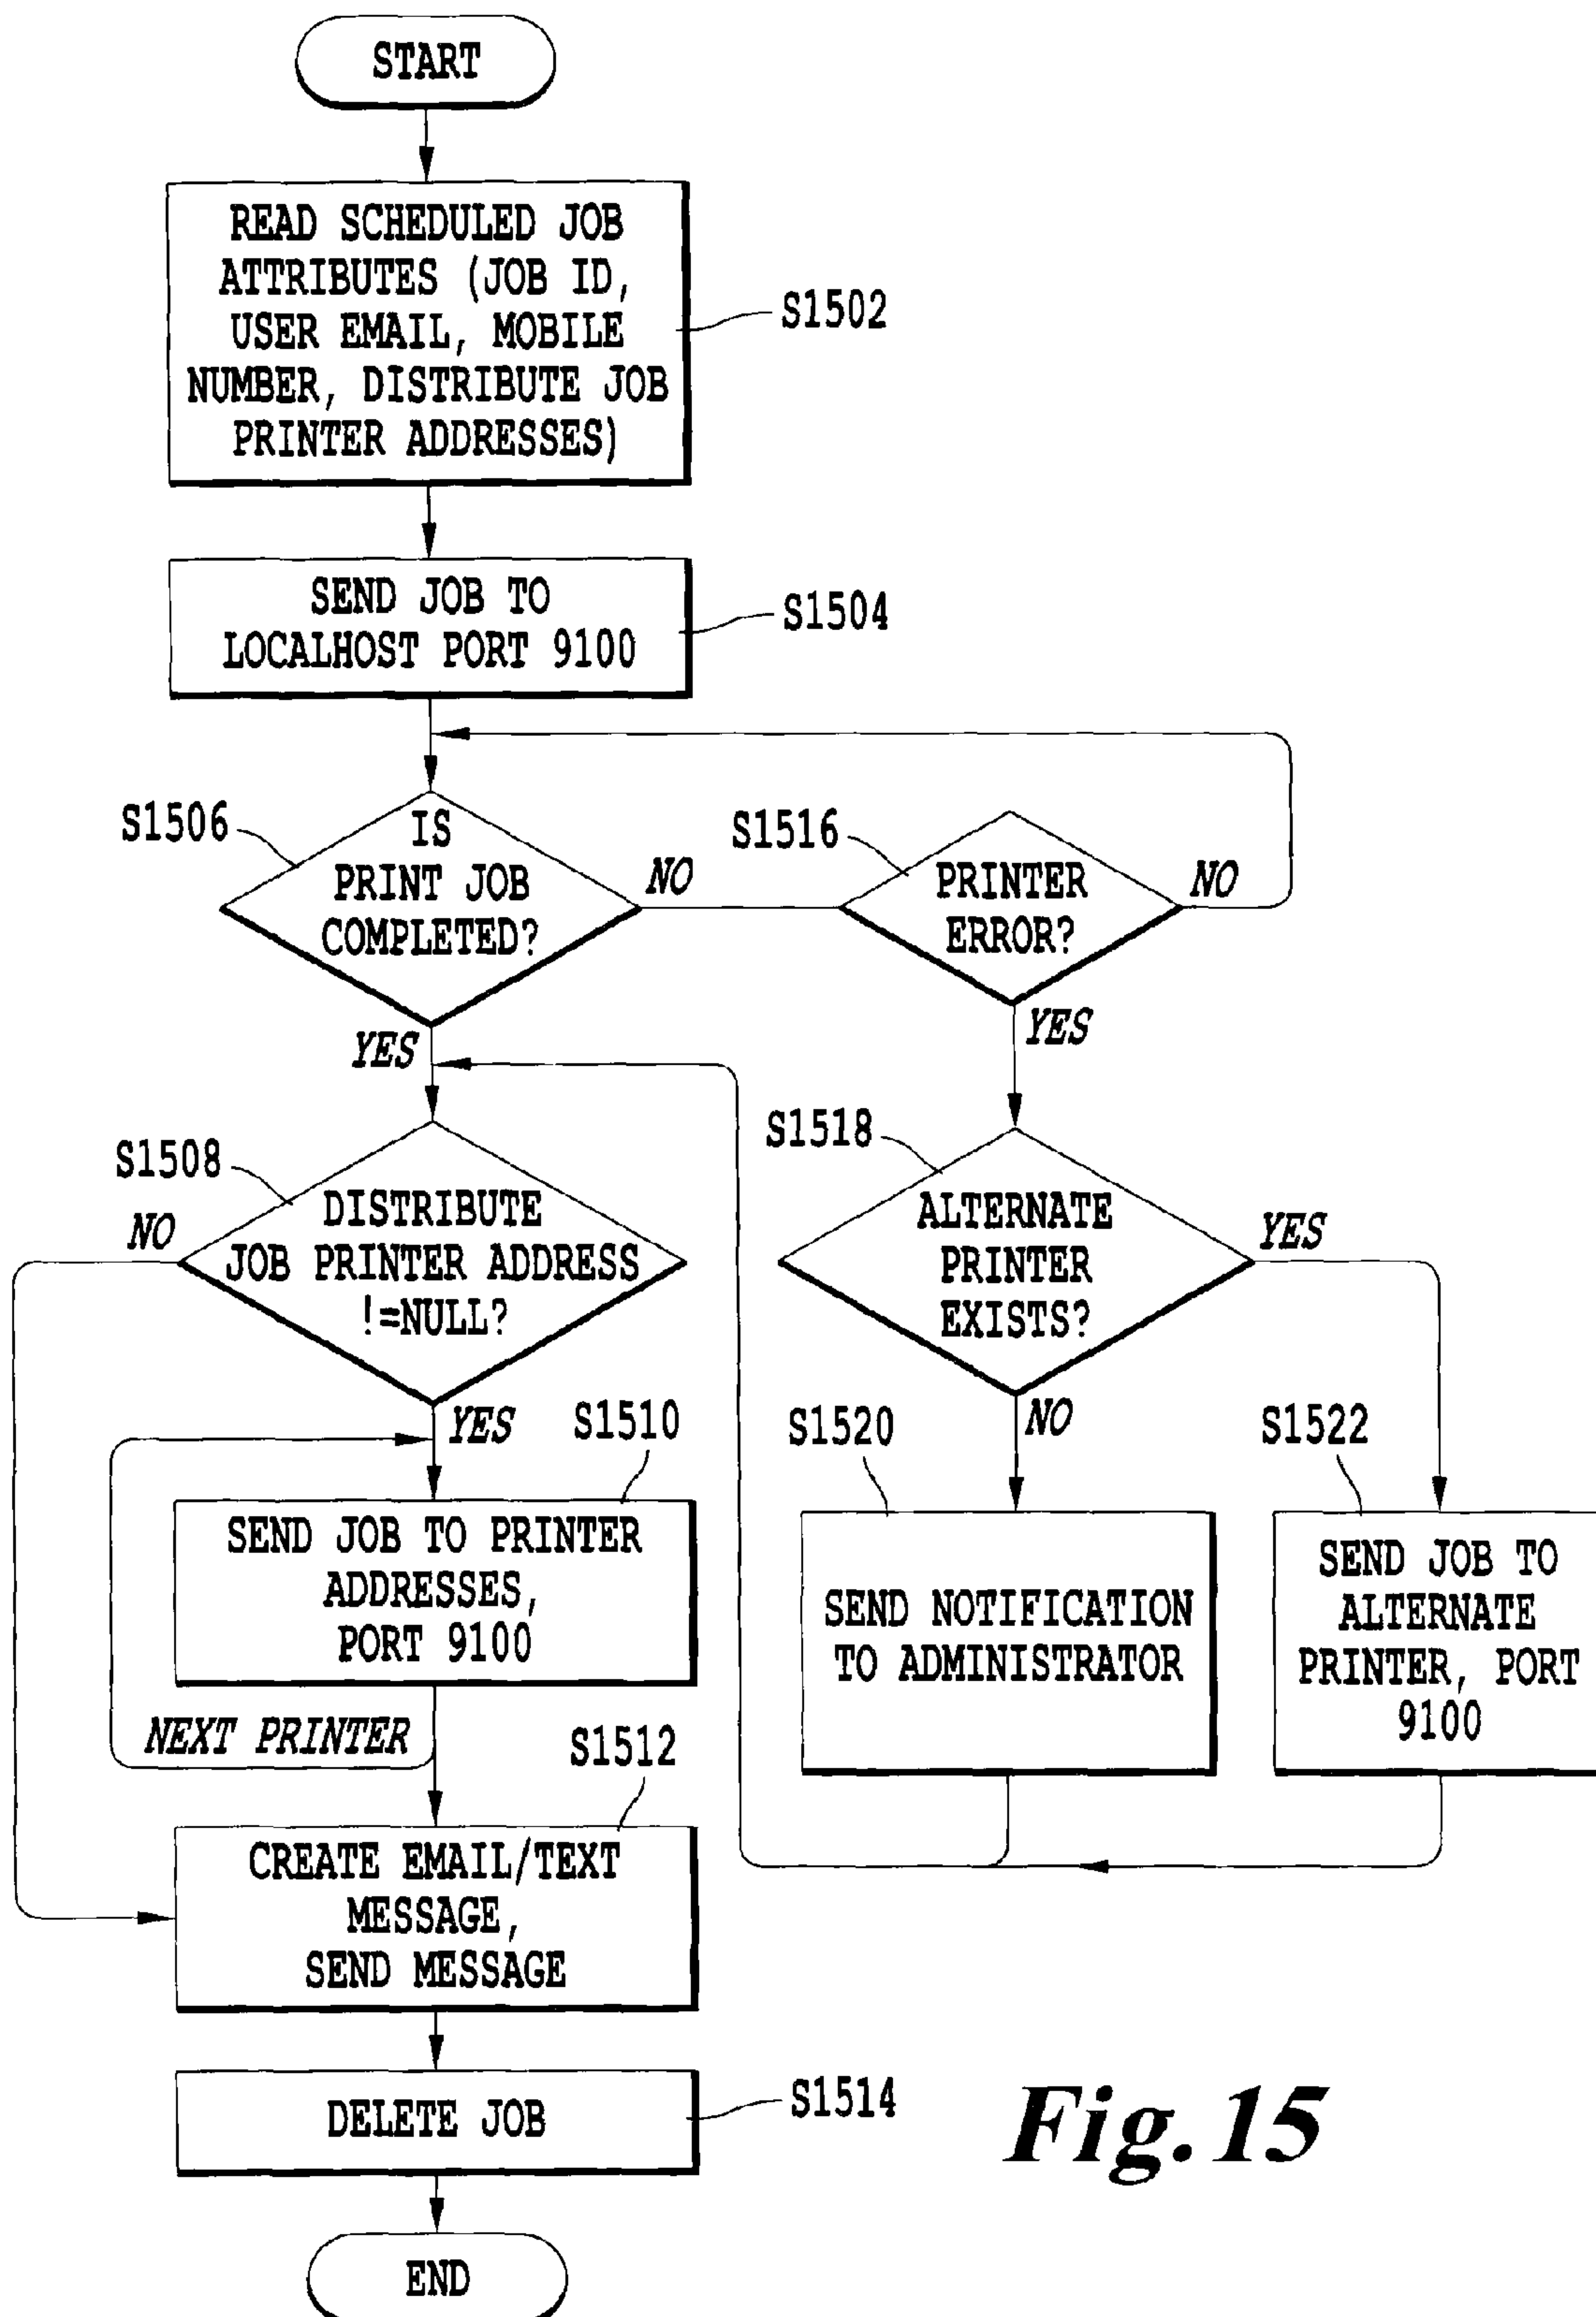 START
READ SCHEDULED JOB
ATTRIBUTES (JOB ID,
USER EMAIL, MOBILE
NUMBER, DISTRIBUTE JOB
PRINTER ADDRESSES)
S1502
SEND JOB TO
LOCALHOST PORT 9100
S1504
S1506
IS
PRINT JOB
COMPLETED?
NO
YES
S1516
PRINTER
ERROR?
NO
YES
S1508
DISTRIBUTE
JOB PRINTER ADDRESS
!=NULL?
NO
YES
S1518
ALTERNATE
PRINTER
EXISTS?
YES
NO
S1510
SEND JOB TO PRINTER
ADDRESSES,
PORT 9100
NEXT PRINTER
S1520
SEND NOTIFICATION
TO ADMINISTRATOR
S1522
SEND JOB TO
ALTERNATE
PRINTER, PORT
9100
S1512
CREATE EMAIL/TEXT
MESSAGE,
SEND MESSAGE
DELETE JOB
S1514
END
Fig. 15